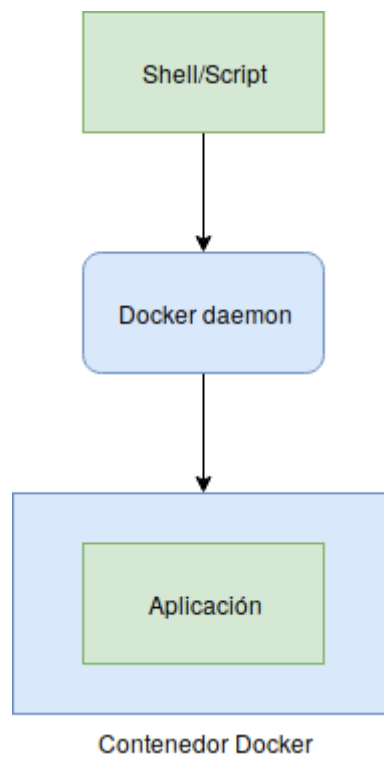 Shell/Script
Docker daemon
Aplicación
Contenedor Docker